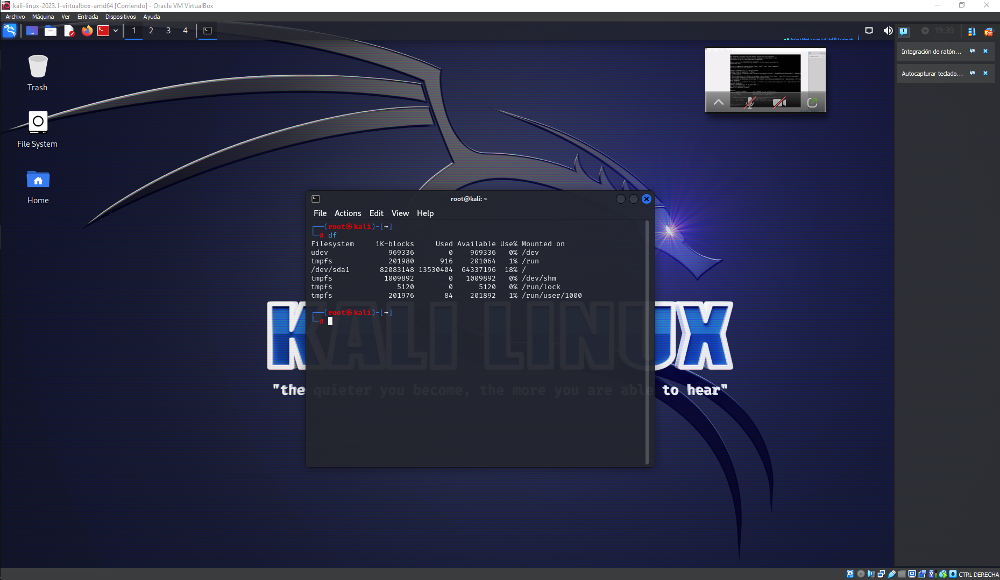 kali-linux-2023.1-virtualbox-amd64 [Corriendo] - Oracle VM VirtualBox
Archivo Máquina Ver Entrada Dispositivos Ayuda
1 2 3 4
19:39
Integración de ratón...
Autocapturar teclado...
Trash
File System
Home
root@kali: ~
File Actions Edit View Help
┌──(root㉿kali)-[~]
└─# df
Filesystem     1K-blocks     Used Available Use% Mounted on
udev              969336        0    969336   0% /dev
tmpfs             201980      916    201064   1% /run
/dev/sda1       82083148 13530404  64337196  18% /
tmpfs            1009892        0   1009892   0% /dev/shm
tmpfs               5120        0      5120   0% /run/lock
tmpfs             201976       84    201892   1% /run/user/1000
┌──(root㉿kali)-[~]
└─#
KALI LINUX
"the quieter you become, the more you are able to hear"
CTRL DERECHA